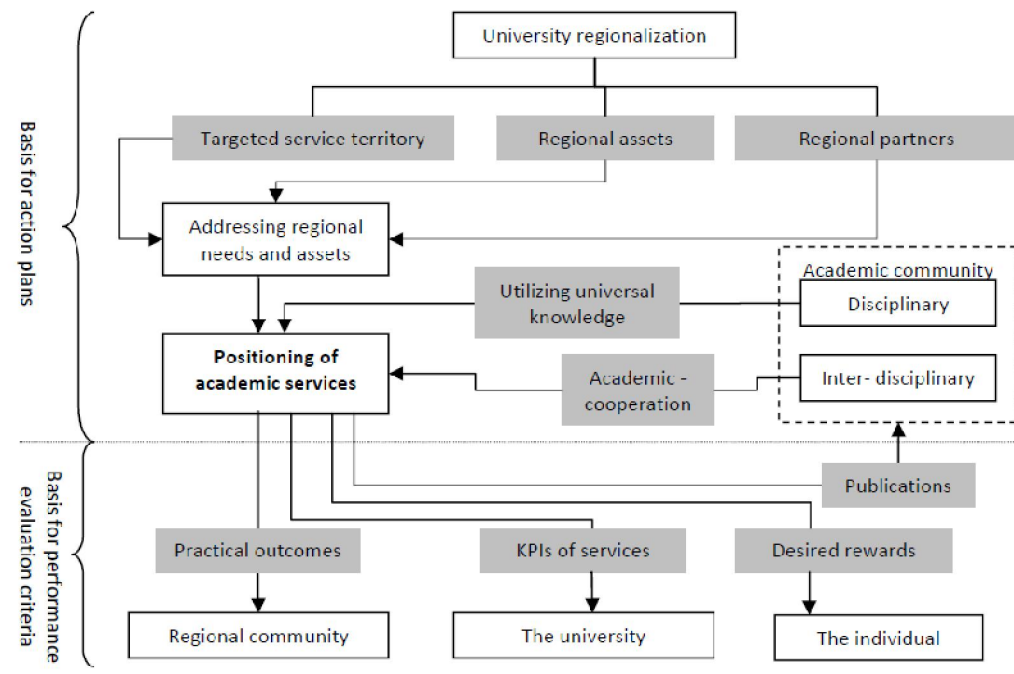 University regionalization
Targeted service territory
Regional assets
Regional partners
Basis for action plans
Addressing regional
needs and assets
Academic community
Utilizing universal
knowledge
Disciplinary
Positioning of
academic services
Academic -
cooperation
Inter- disciplinary
Basis for performance
evaluation criteria
Publications
Practical outcomes
KPIs of services
Desired rewards
Regional community
The university
The individual